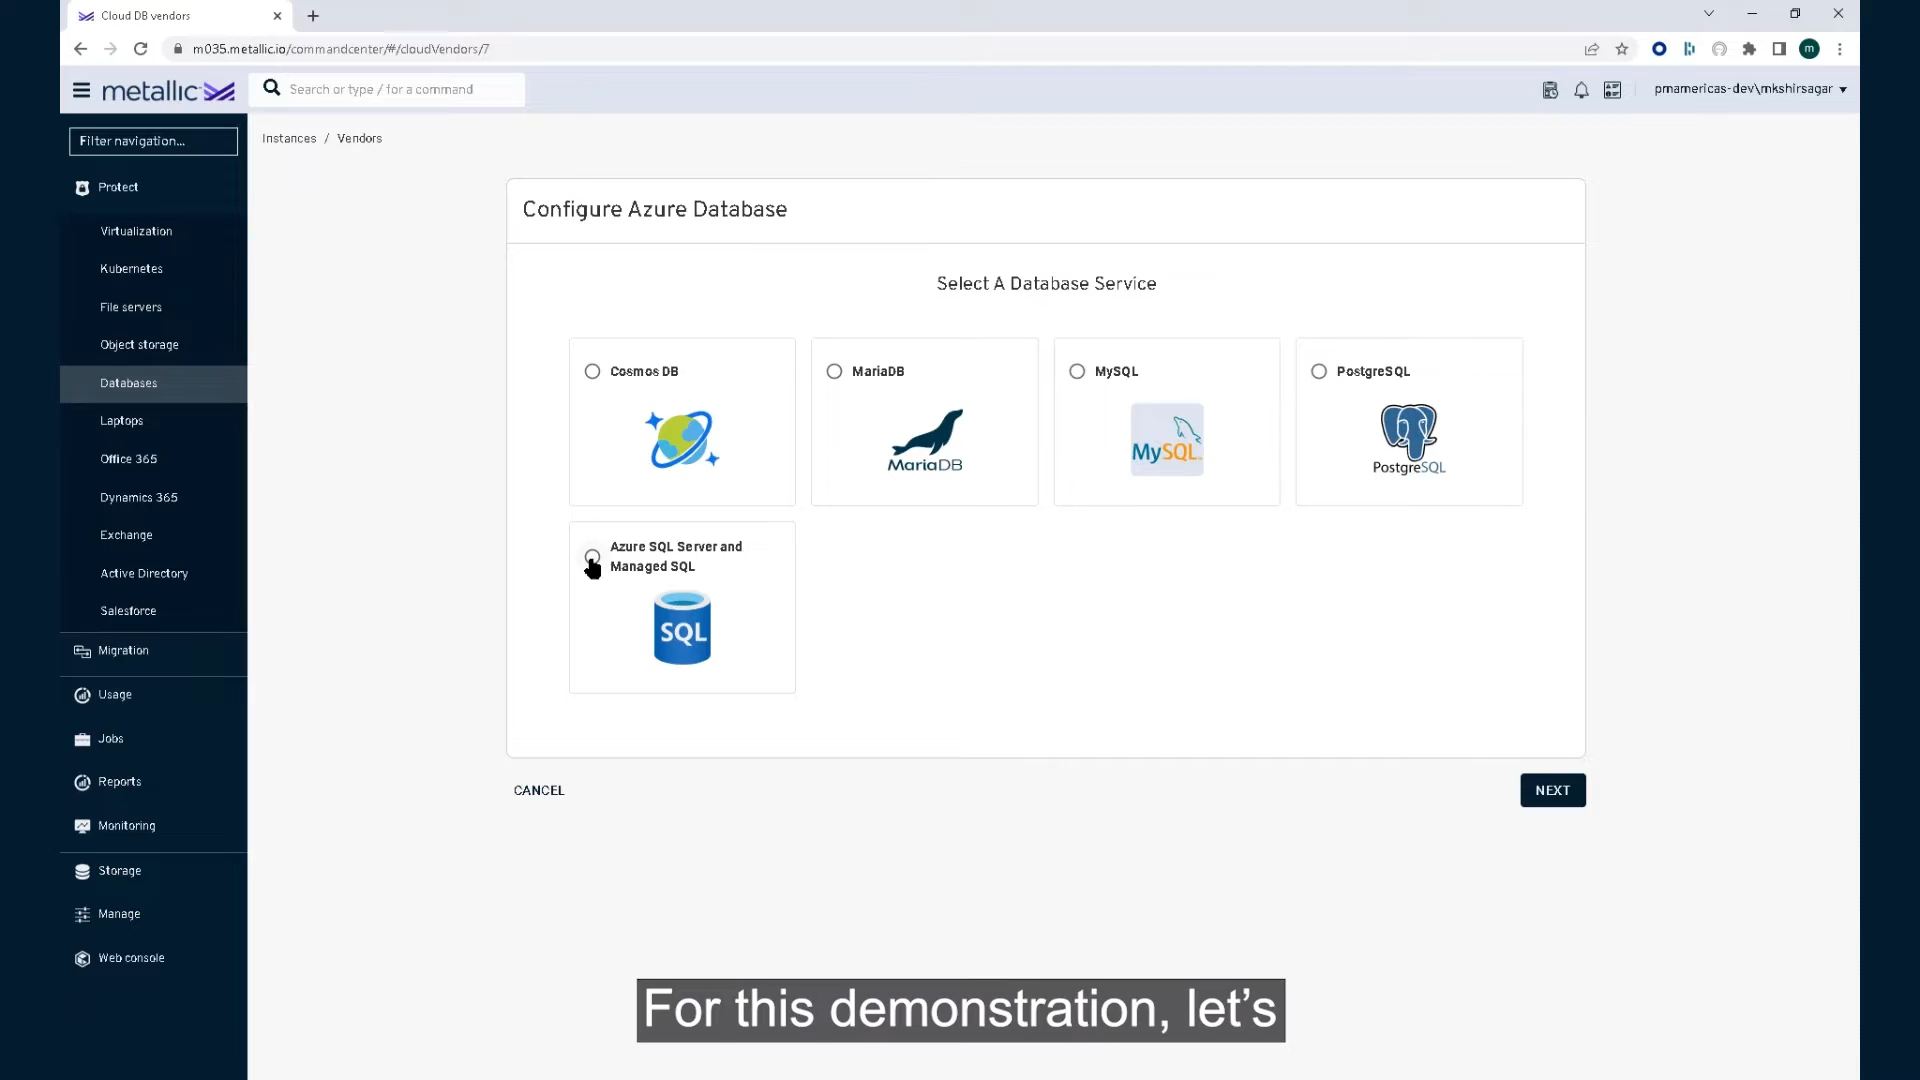 Cloud DB vendors
m035.metallic.io/commandcenter/#/cloudVendors/7
m
metallic
Search or type / for a command
pmamericas-dev\mkshirsagar
Filter navigation...
Instances / Vendors
Protect
Virtualization
Kubernetes
File servers
Object storage
Databases
Laptops
Office 365
Dynamics 365
Exchange
Active Directory
Salesforce
Migration
Usage
Jobs
Reports
Monitoring
Storage
Manage
Web console
Configure Azure Database
Select A Database Service
Cosmos DB
MariaDB
MySQL
PostgreSQL
MariaDB
MySQL
PostgreSQL
Azure SQL Server and
Managed SQL
SQL
CANCEL
NEXT
For this demonstration, let’s